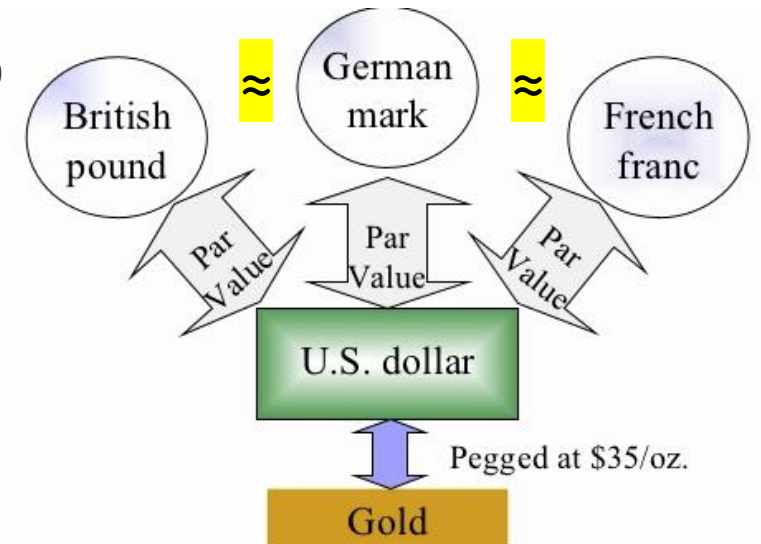 British
pound
≈
German
mark
≈
French
franc
Par
Value
Par
Value
Par
Value
U.S. dollar
Pegged at $35/oz.
Gold